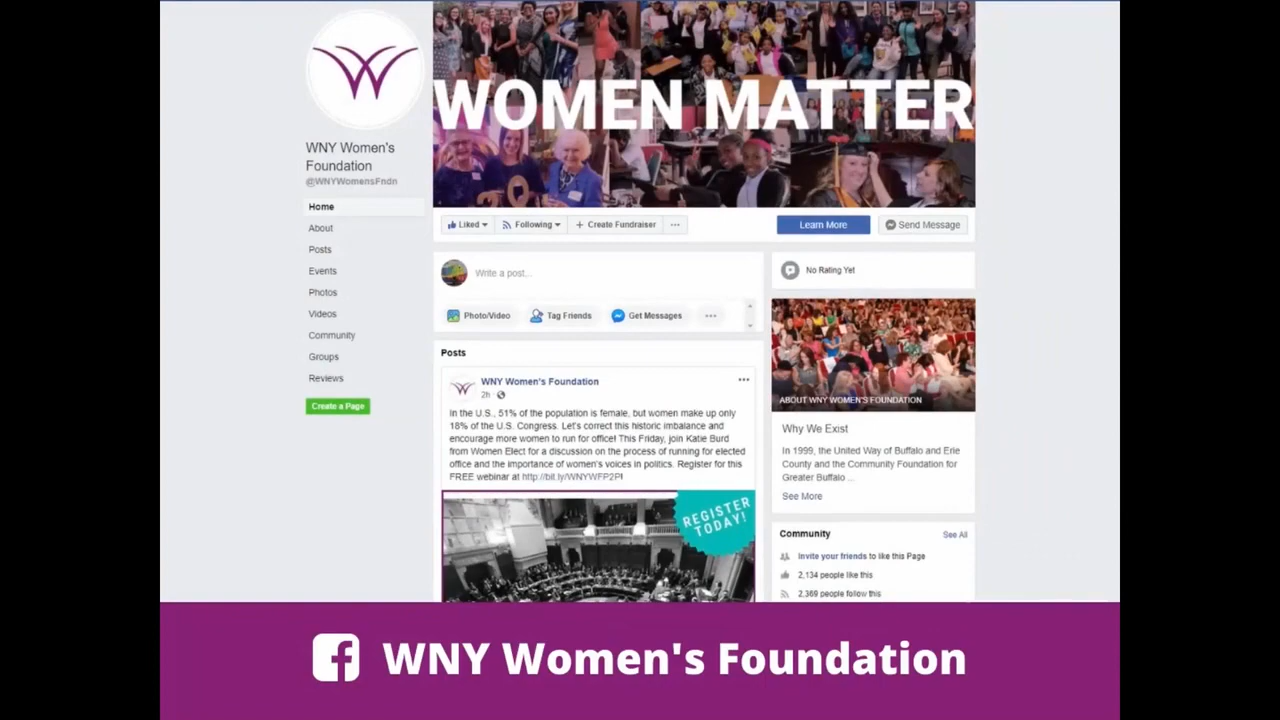 WOMEN MATTER
WNY Women's
Foundation
@WNYWomensFndn
Home
About
Posts
Events
Photos
Videos
Community
Groups
Reviews
Create a Page
Liked
Following
+ Create Fundraiser
...
Learn More
Send Message
Write a post...
Photo/Video
Tag Friends
Get Messages
...
Posts
WNY Women's Foundation
...
2h
In the U.S., 51% of the population is female, but women make up only
18% of the U.S. Congress. Let's correct this historic imbalance and
encourage more women to run for office! This Friday, join Katie Burd
from Women Elect for a discussion on the process of running for elected
office and the importance of women's voices in politics. Register for this
FREE webinar at http://bit.ly/WNYWFP2P!
REGISTER
TODAY!
No Rating Yet
ABOUT WNY WOMEN'S FOUNDATION
Why We Exist
In 1999, the United Way of Buffalo and Erie
County and the Community Foundation for
Greater Buffalo ...
See More
Community
See All
Invite your friends to like this Page
2,134 people like this
2,369 people follow this
WNY Women's Foundation